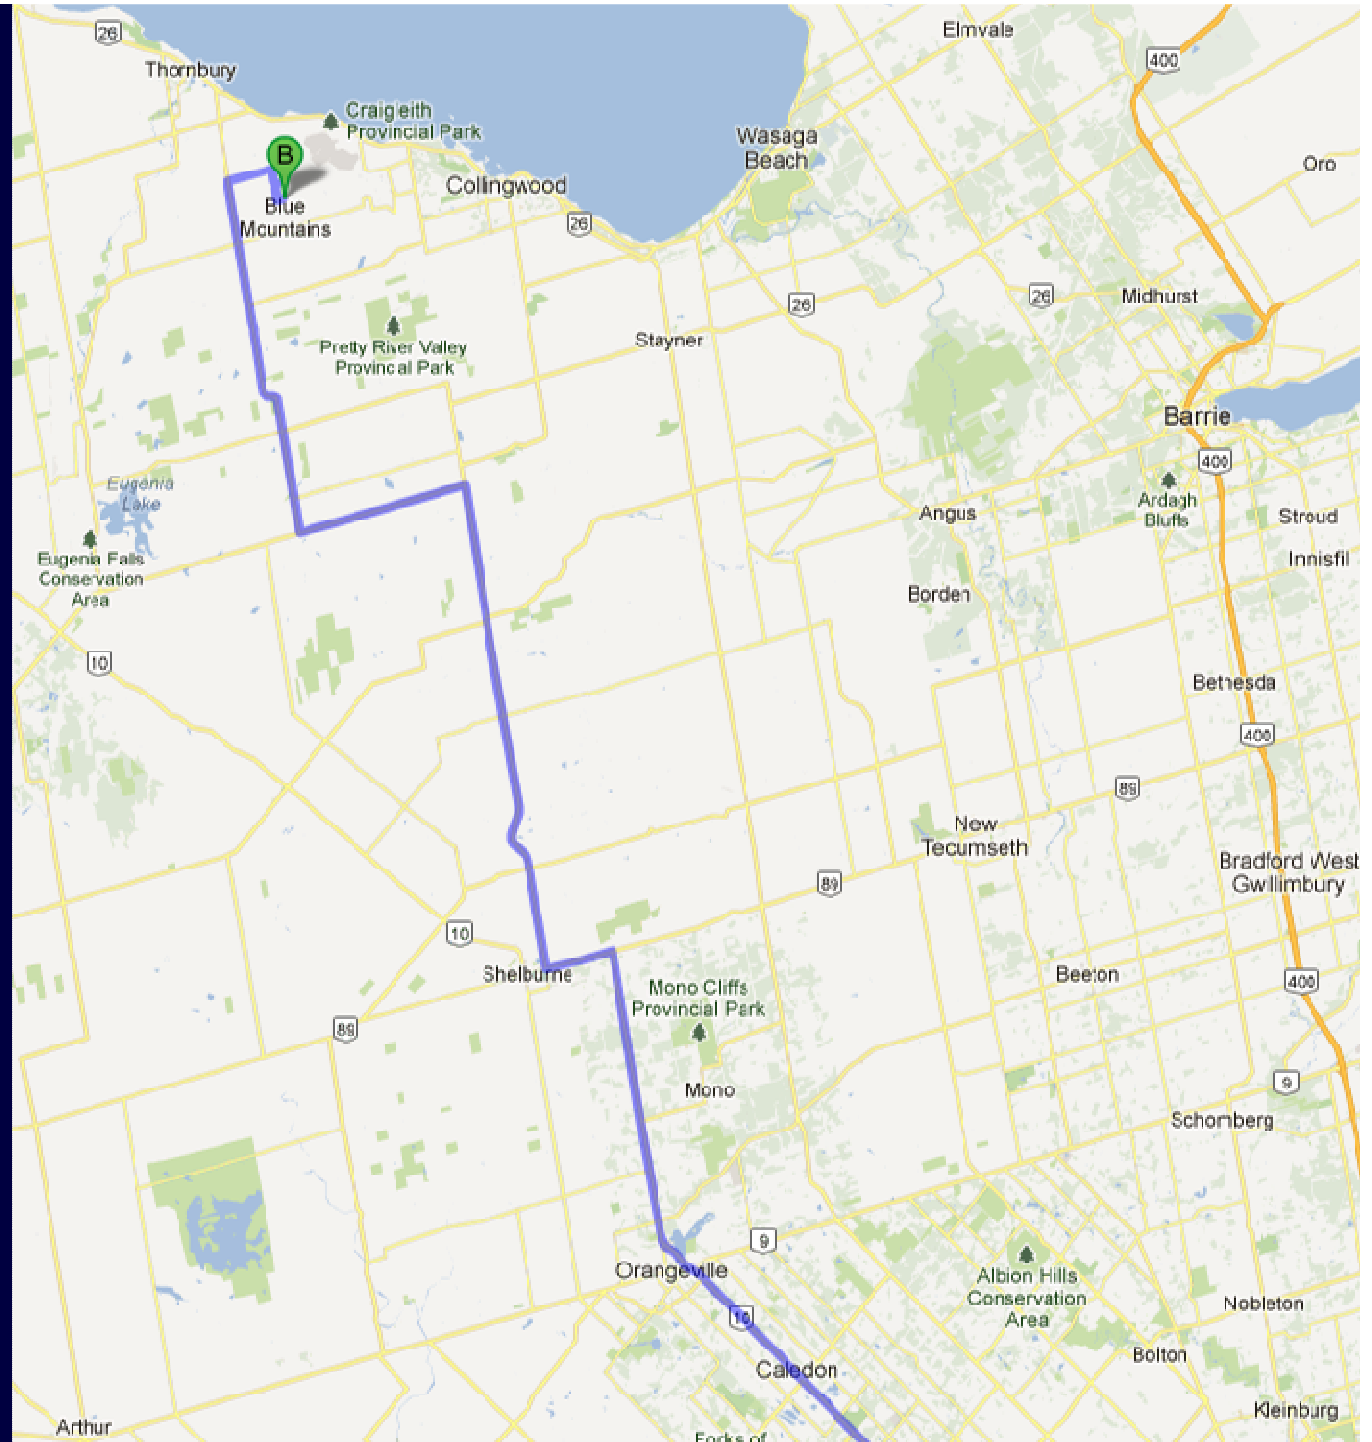 Elmvale
26
400
Thornbury
Craigleith
Provincial Park
Wasaga
Beach
B
Oro
Collingwood
Blue
Mountains
26
26
26
Midhurst
Stayner
Pretty River Valley
Provincial Park
Barrie
400
Eugenia
Lake
Ardagh
Bluffs
Angus
Stroud
Eugenia Falls
Conservation
Area
Innisfil
Borden
10
Bethesda
400
89
New
Tecumseth
Bradford West
Gwillimbury
89
10
Shelburne
Beeton
400
Mono Cliffs
Provincial Park
89
Mono
9
Schomberg
9
Orangeville
Albion Hills
Conservation
Area
Nobleton
10
Bolton
Caledon
Kleinburg
Arthur
Forks of